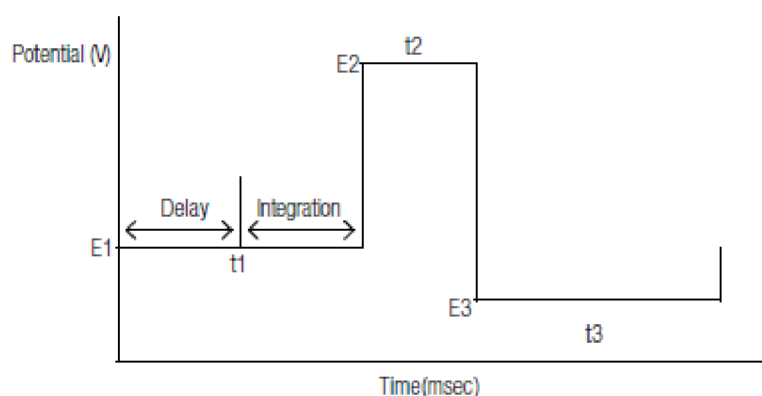 Potential (V)
E2
t2
Delay
Integration
E1
t1
E3
t3
Time(msec)